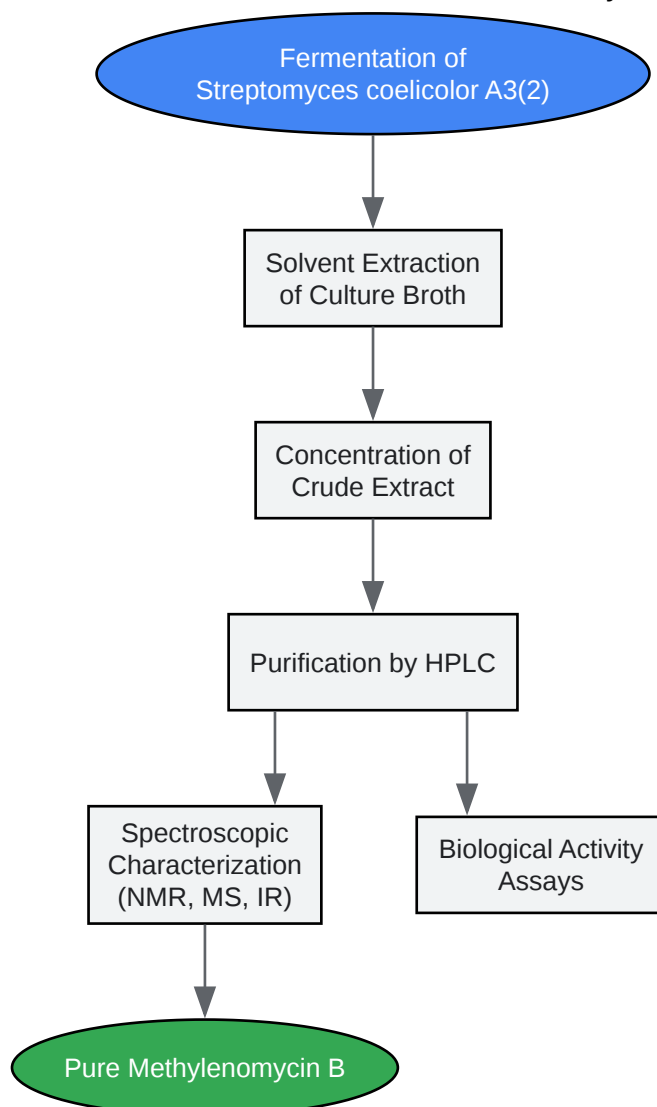 Fermentation of
Streptomyces coelicolor A3(2)
Solvent Extraction
of Culture Broth
Concentration of
Crude Extract
Purification by HPLC
Spectroscopic
Characterization
(NMR, MS, IR)
Biological Activity
Assays
Pure Methylenomycin B